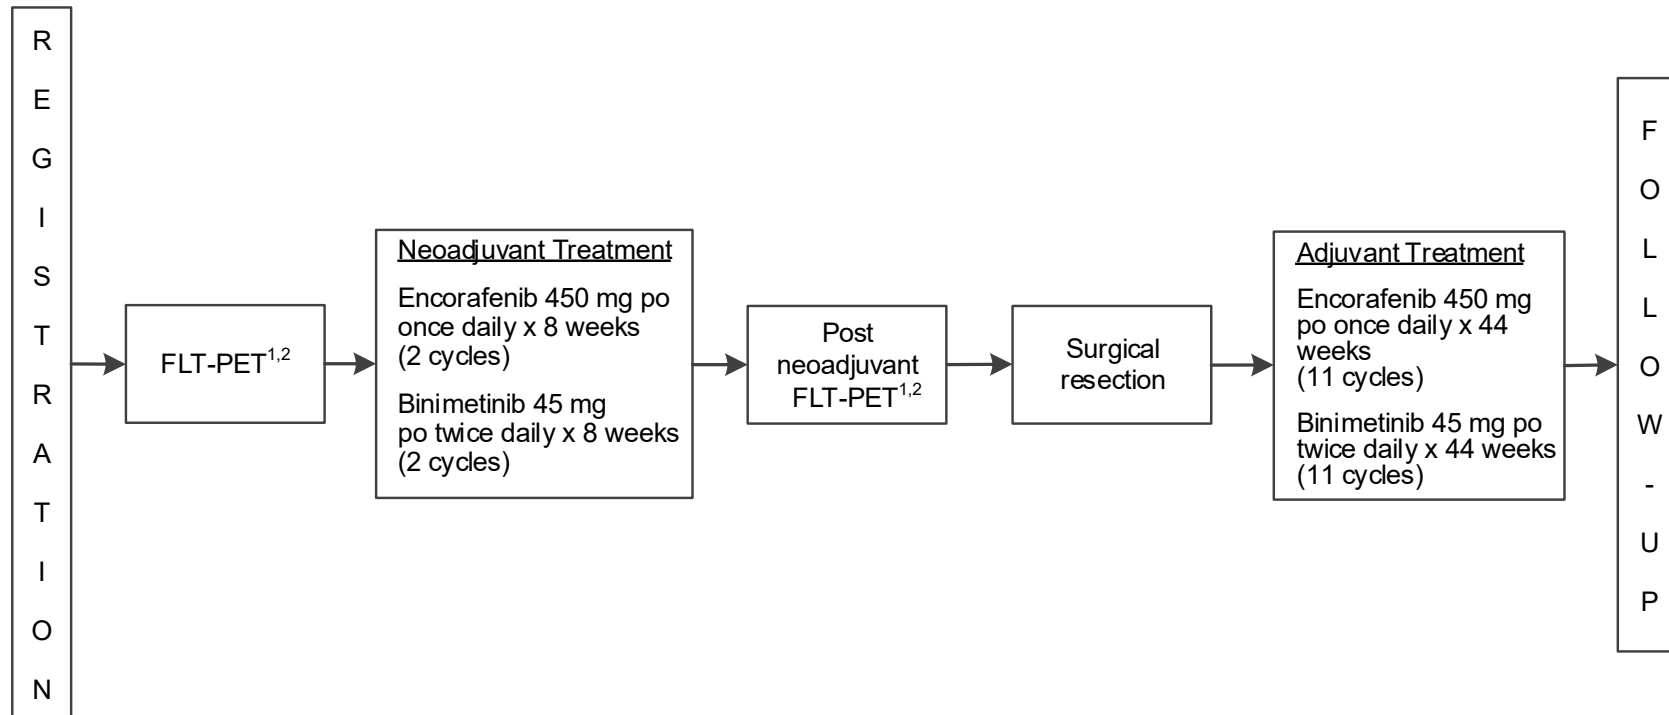 R
E
G
I
S
T
R
A
T
I
O
N
FLT-PET1,2
Neoadjuvant Treatment
Encorafenib 450 mg po
once daily x 8 weeks
(2 cycles)
Binimetinib 45 mg
po twice daily x 8 weeks
(2 cycles)
Post
neoadjuvant
FLT-PET1,2
Surgical
resection
Adjuvant Treatment
Encorafenib 450 mg
po once daily x 44
weeks
(11 cycles)
Binimetinib 45 mg po
twice daily x 44 weeks
(11 cycles)
F
O
L
L
O
W
-
U
P